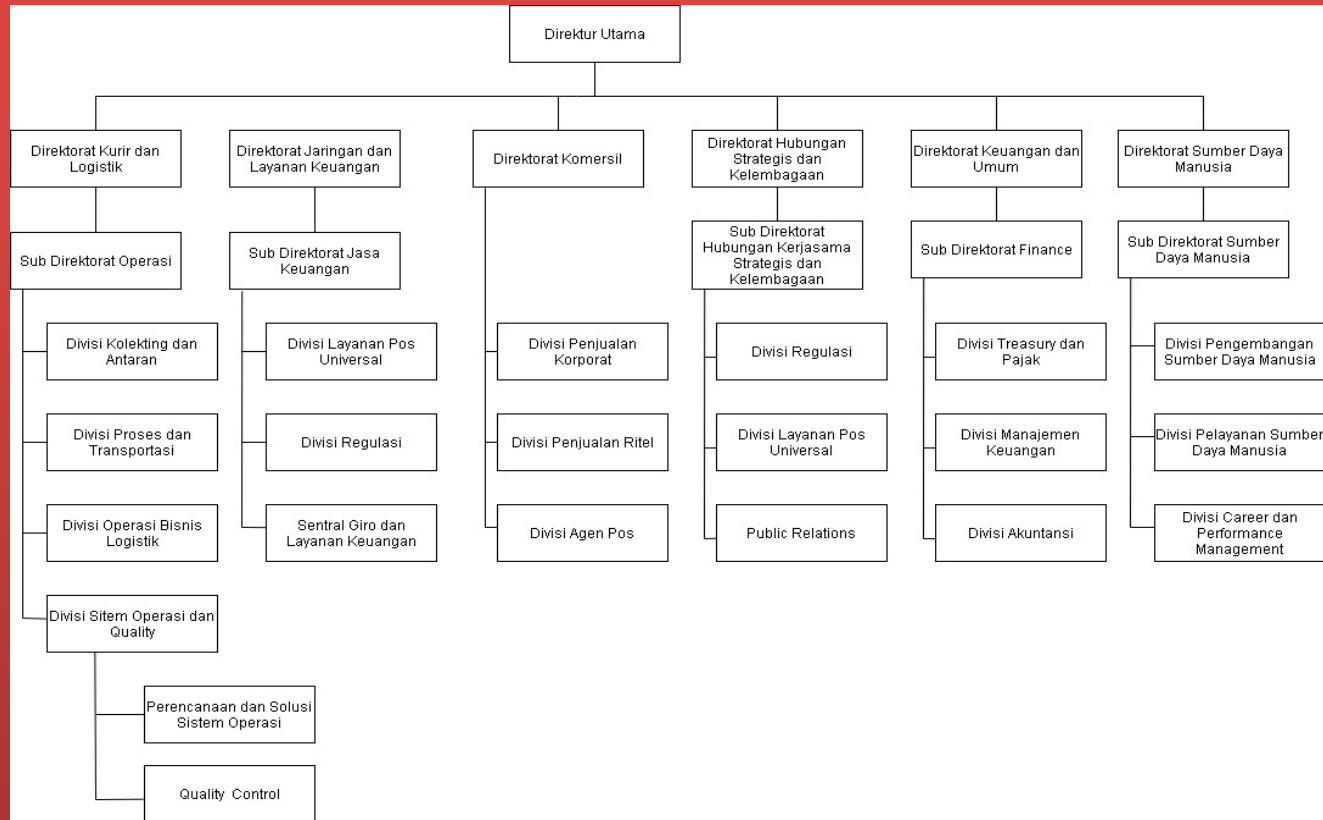 Direktur Utama
Direktorat Kurir dan
Logistik
Direktorat Jaringan dan
Layanan Keuangan
Direktorat Komersil
Direktorat Hubungan
Strategis dan
Kelembagaan
Direktorat Keuangan dan
Umum
Direktorat Sumber Daya
Manusia
Sub Direktorat Operasi
Sub Direktorat Jasa
Keuangan
Sub Direktorat
Hubungan Kerjasama
Strategis dan
Kelembagaan
Sub Direktorat Finance
Sub Direktorat Sumber
Daya Manusia
Divisi Kolekting dan
Antaran
Divisi Layanan Pos
Universal
Divisi Penjualan
Korporat
Divisi Regulasi
Divisi Treasury dan
Pajak
Divisi Pengembangan
Sumber Daya Manusia
Divisi Proses dan
Transportasi
Divisi Regulasi
Divisi Penjualan Ritel
Divisi Layanan Pos
Universal
Divisi Manajemen
Keuangan
Divisi Pelayanan Sumber
Daya Manusia
Divisi Operasi Bisnis
Logistik
Sentral Giro dan
Layanan Keuangan
Divisi Agen Pos
Public Relations
Divisi Akuntansi
Divisi Career dan
Performance
Management
Divisi Sitem Operasi dan
Quality
Perencanaan dan Solusi
Sistem Operasi
Quality Control